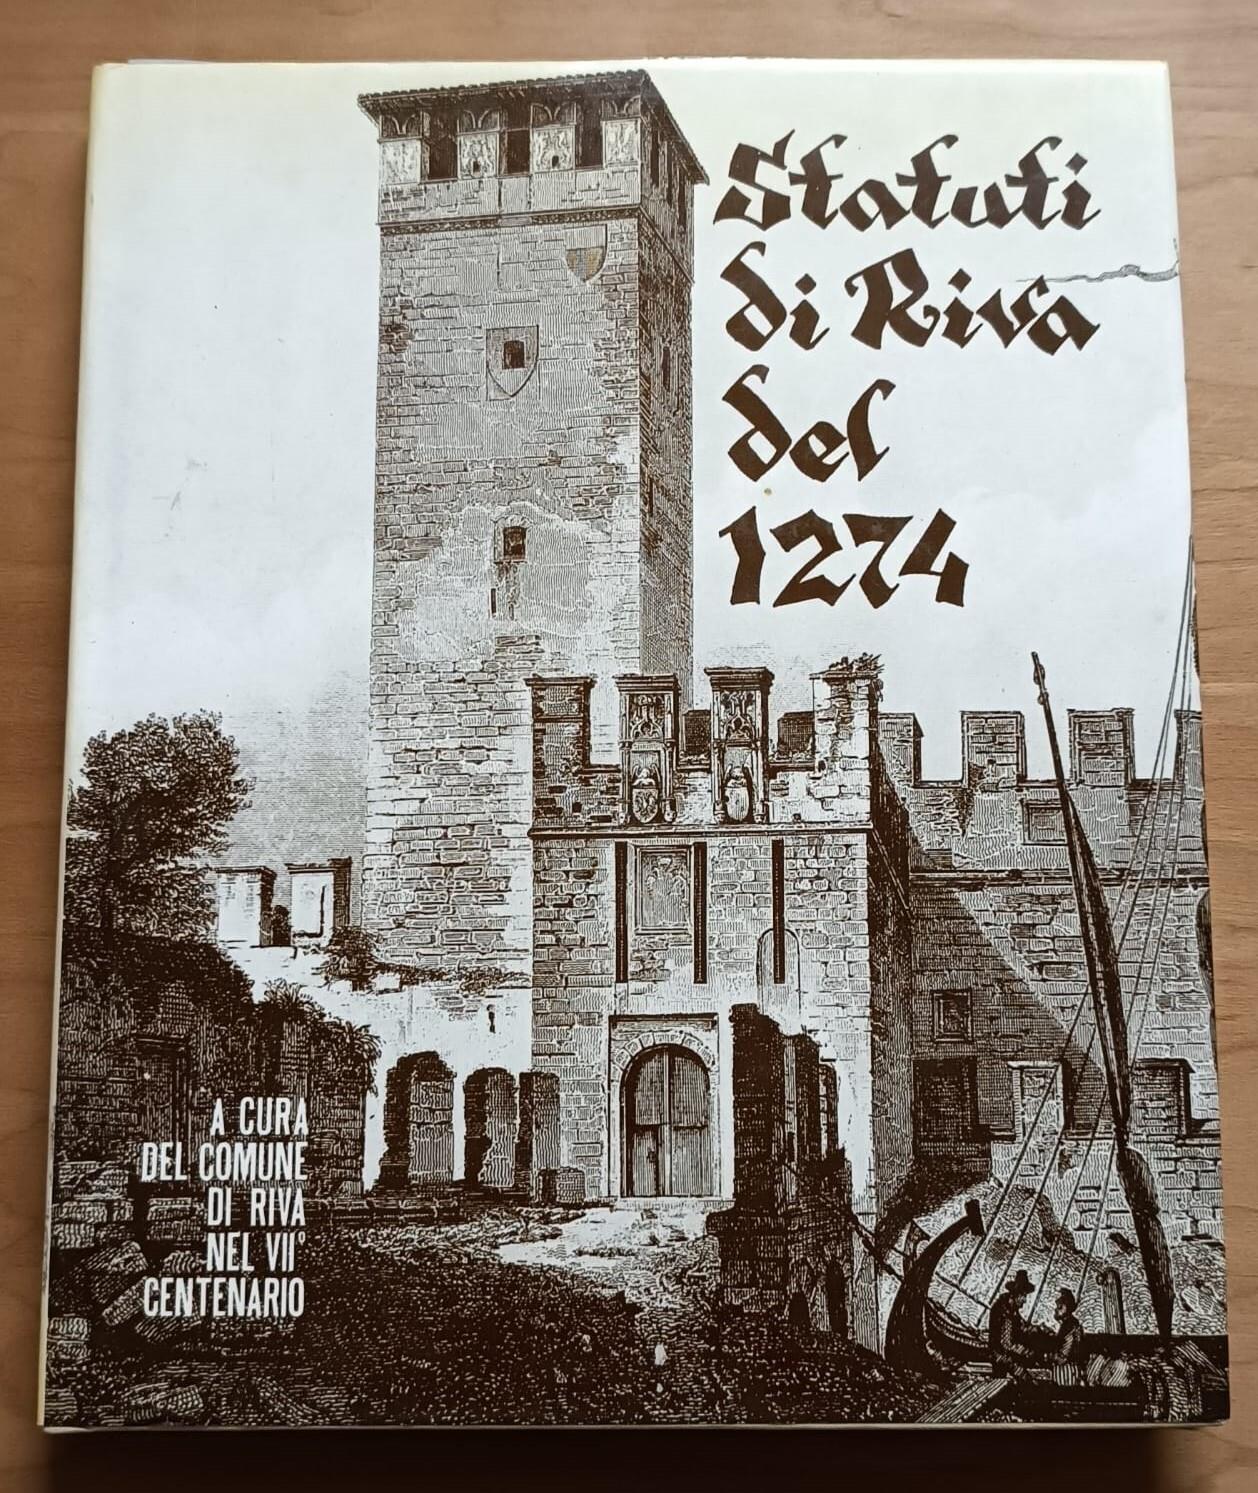 Statuti
di Riva
del
1274
A CURA
DEL COMUNE
DI RIVA
NEL VII°
CENTENARIO